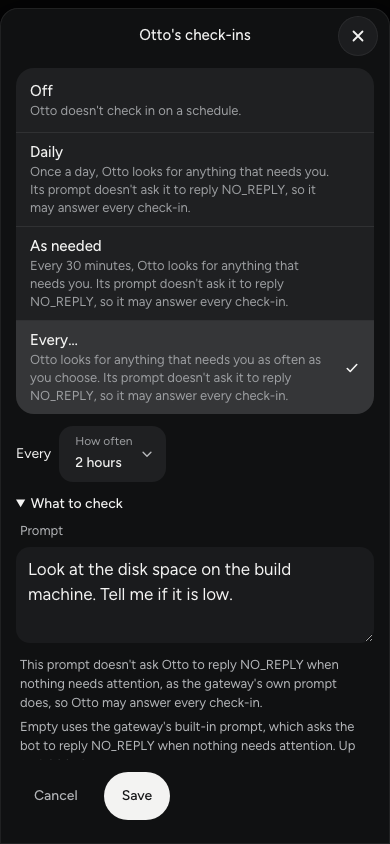 Otto's check-ins
Off
Otto doesn't check in on a schedule.
Daily
Once a day, Otto looks for anything that needs you.
Its prompt doesn't ask it to reply NO_REPLY, so it
may answer every check-in.
As needed
Every 30 minutes, Otto looks for anything that
needs you. Its prompt doesn't ask it to reply
NO_REPLY, so it may answer every check-in.
Every...
Otto looks for anything that needs you as often as
you choose. Its prompt doesn't ask it to reply
NO_REPLY, so it may answer every check-in.
Every
How often
2 hours
What to check
Prompt
Look at the disk space on the build
machine. Tell me if it is low.
This prompt doesn't ask Otto to reply NO_REPLY when
nothing needs attention, as the gateway's own prompt
does, so Otto may answer every check-in.
Empty uses the gateway's built-in prompt, which asks the
bot to reply NO_REPLY when nothing needs attention. Up
Cancel
Save